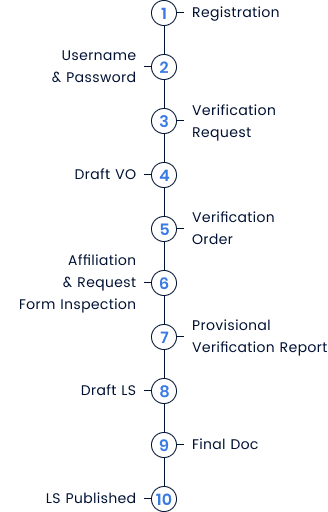 1 Registration
Username
& Password 2
3 Verification
Request
Draft VO 4
5 Verification
Order
Affiliation
& Request 6
Form Inspection
7 Provisional
Verification Report
Draft LS 8
9 Final Doc
LS Published 10